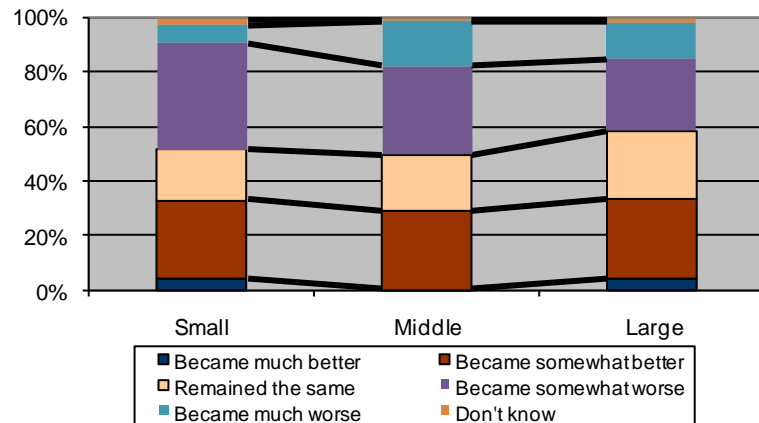 100%
80%
60%
40%
20%
0%
Small Middle Large
Became much better Became somewhat better
Remained the same Became somewhat worse
Became much worse Don't know